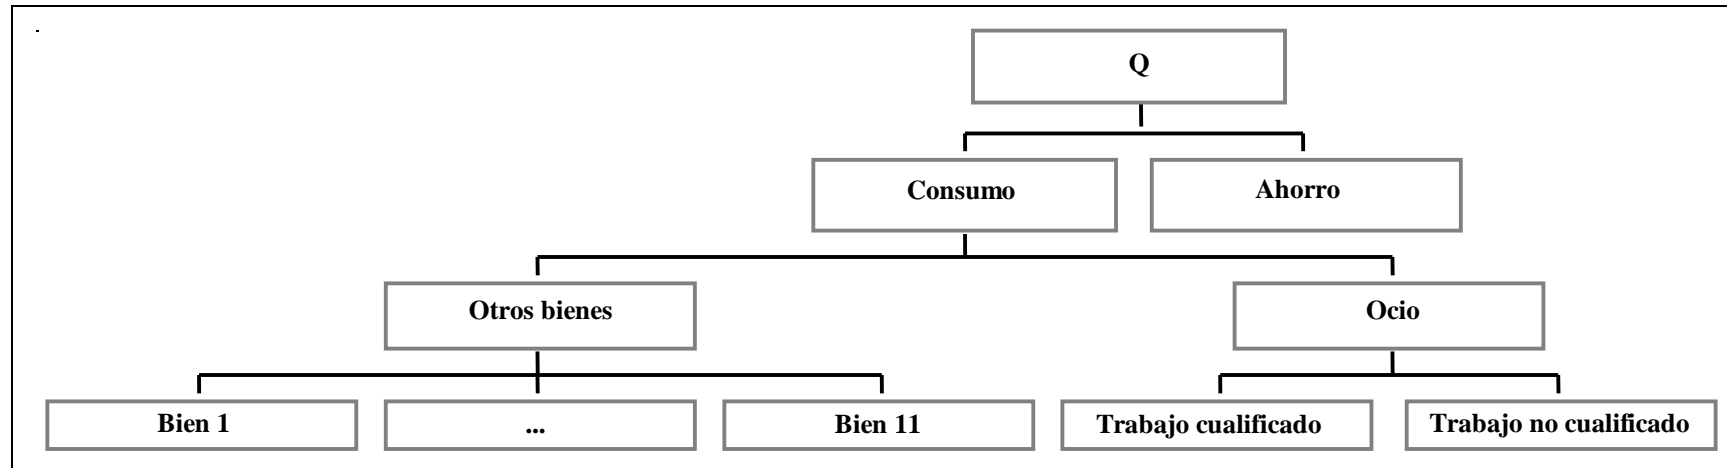 Q
Consumo
Ahorro
Otros bienes
Ocio
Bien 1
...
Bien 11
Trabajo cualificado
Trabajo no cualificado